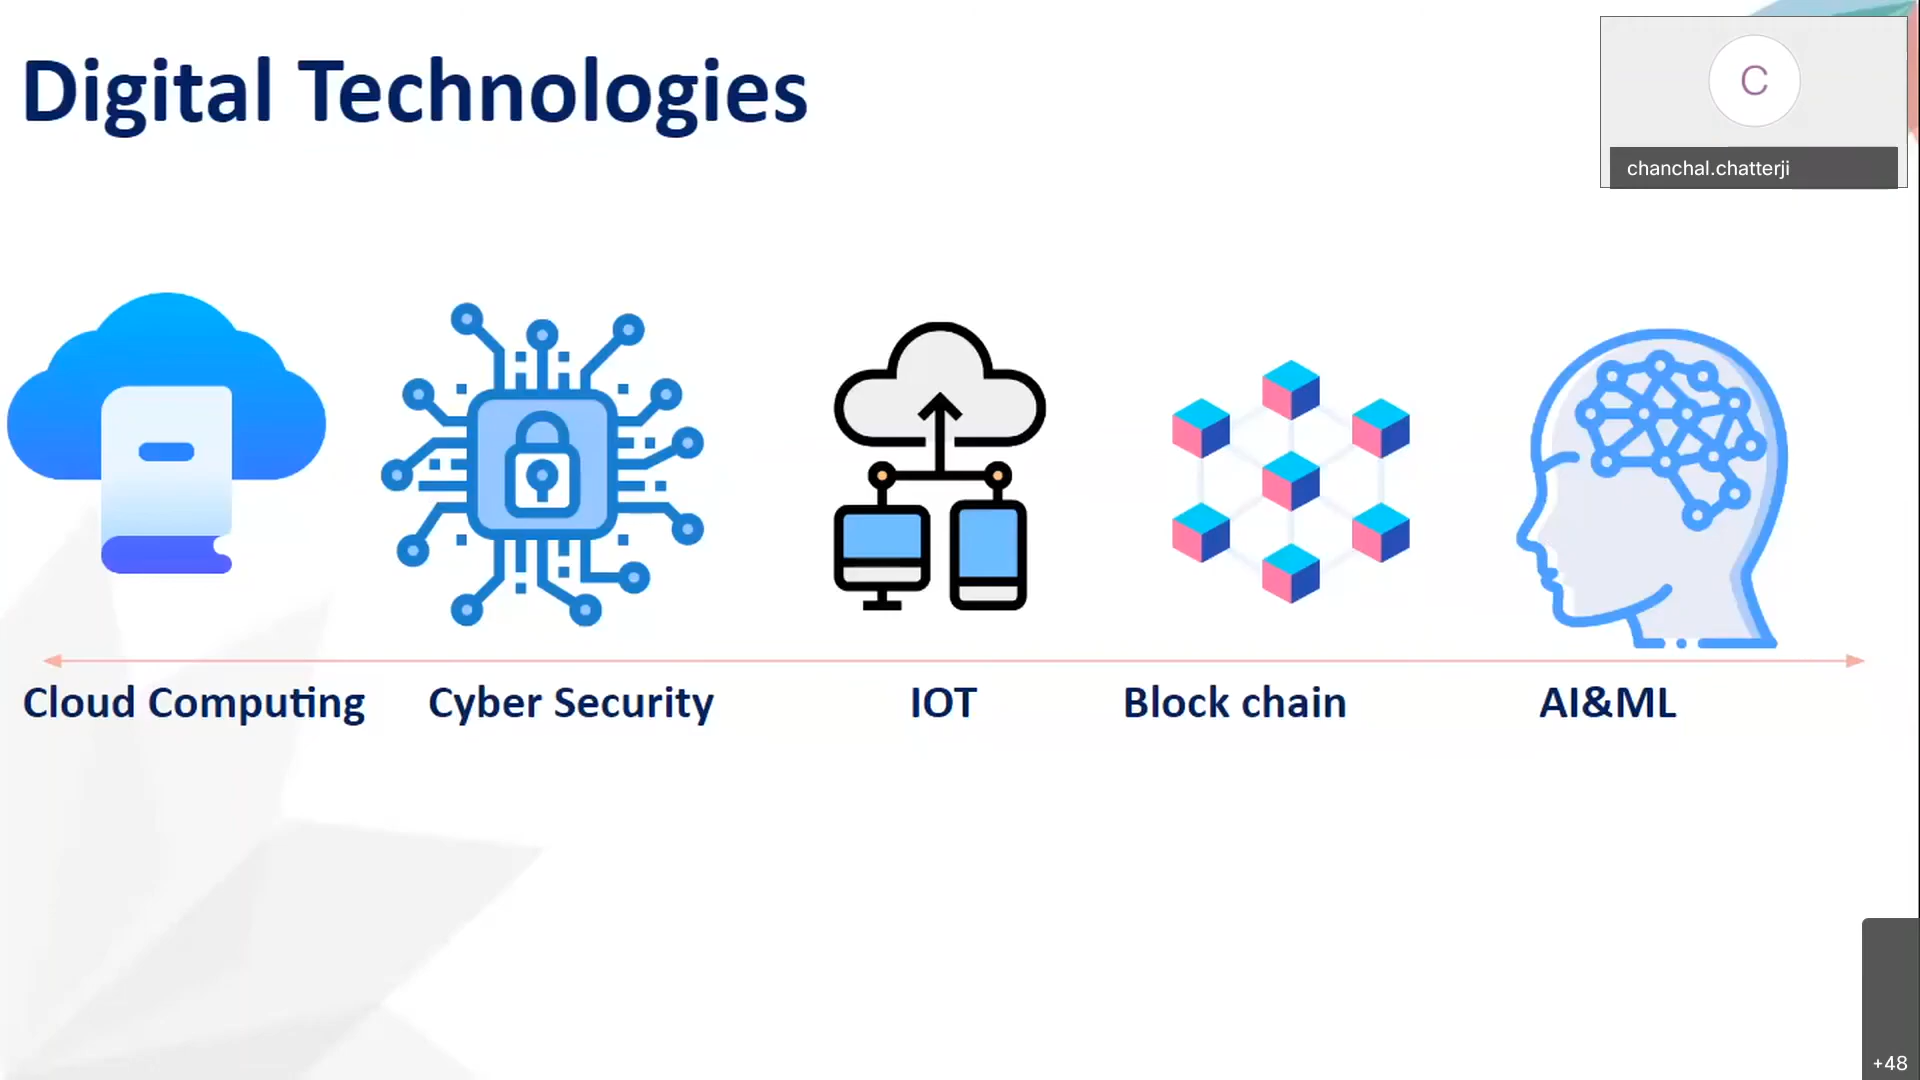 Digital Technologies
C
chanchal.chatterji
Cloud Computing
Cyber Security
IOT
Block chain
AI&ML
+48